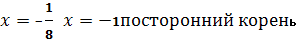 x = -1/8  x = -1посторонний корень